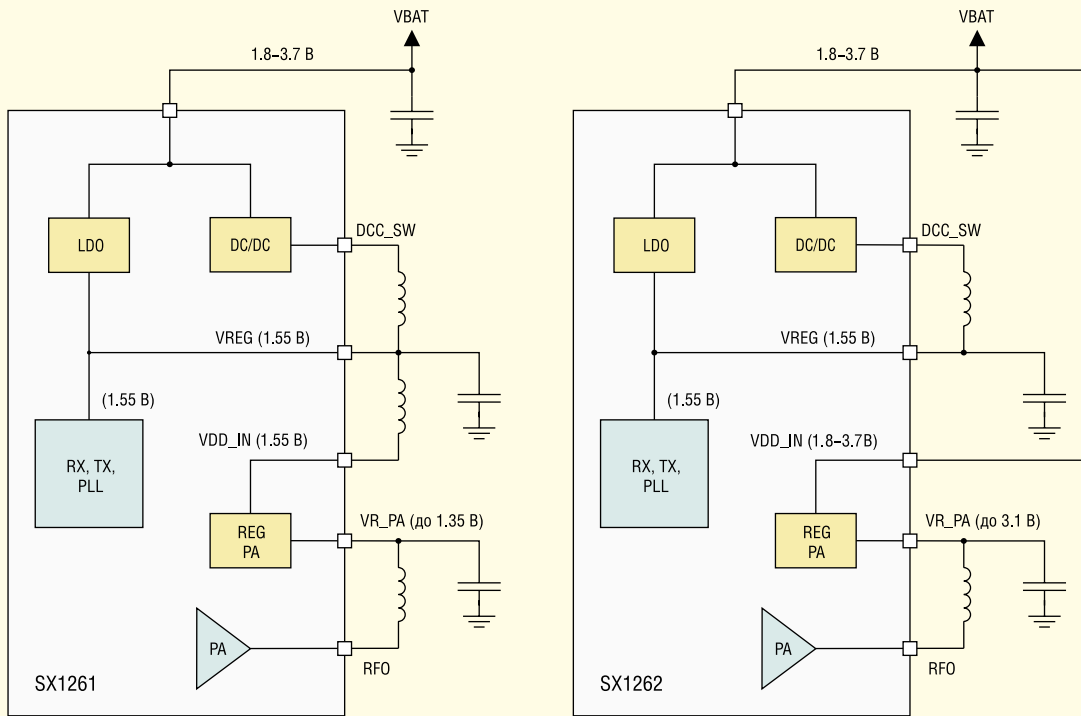 VBAT
1.8–3.7 В
LDO
DC/DC
DCC_SW
VREG (1.55 В)
(1.55 В)
RX, TX,
PLL
VDD_IN (1.55 В)
REG
PA
VR_PA (до 1.35 В)
PA
RFO
SX1261
VBAT
1.8–3.7 В
LDO
DC/DC
DCC_SW
VREG (1.55 В)
(1.55 В)
RX, TX,
PLL
VDD_IN (1.8–3.7В)
REG
PA
VR_PA (до 3.1 В)
PA
RFO
SX1262